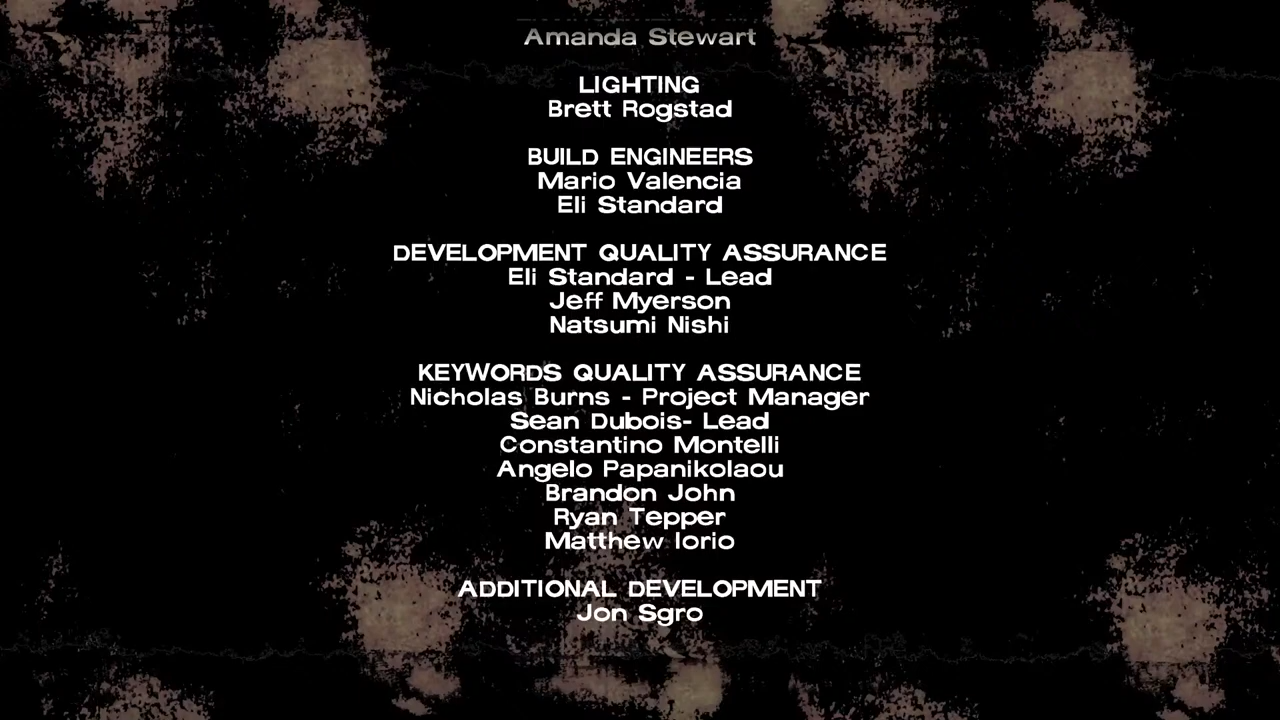 Amanda Stewart
LIGHTING
Brett Rogstad
BUILD ENGINEERS
Mario Valencia
Eli Standard
DEVELOPMENT QUALITY ASSURANCE
Eli Standard - Lead
Jeff Myerson
Natsumi Nishi
KEYWORDS QUALITY ASSURANCE
Nicholas Burns - Project Manager
Sean Dubois- Lead
Constantino Montelli
Angelo Papanikolaou
Brandon John
Ryan Tepper
Matthew Iorio
ADDITIONAL DEVELOPMENT
Jon Sgro